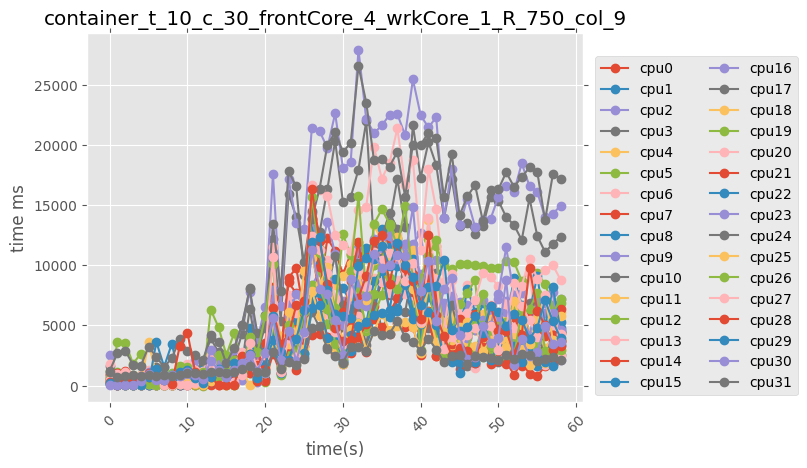 container_t_10_c_30_frontCore_4_wrkCore_1_R_750_col_9
time ms
25000
20000
15000
10000
5000
0
0
10
20
30
40
50
60
time(s)
cpu0
cpu1
cpu2
cpu3
cpu4
cpu5
cpu6
cpu7
cpu8
cpu9
cpu10
cpu11
cpu12
cpu13
cpu14
cpu15
cpu16
cpu17
cpu18
cpu19
cpu20
cpu21
cpu22
cpu23
cpu24
cpu25
cpu26
cpu27
cpu28
cpu29
cpu30
cpu31